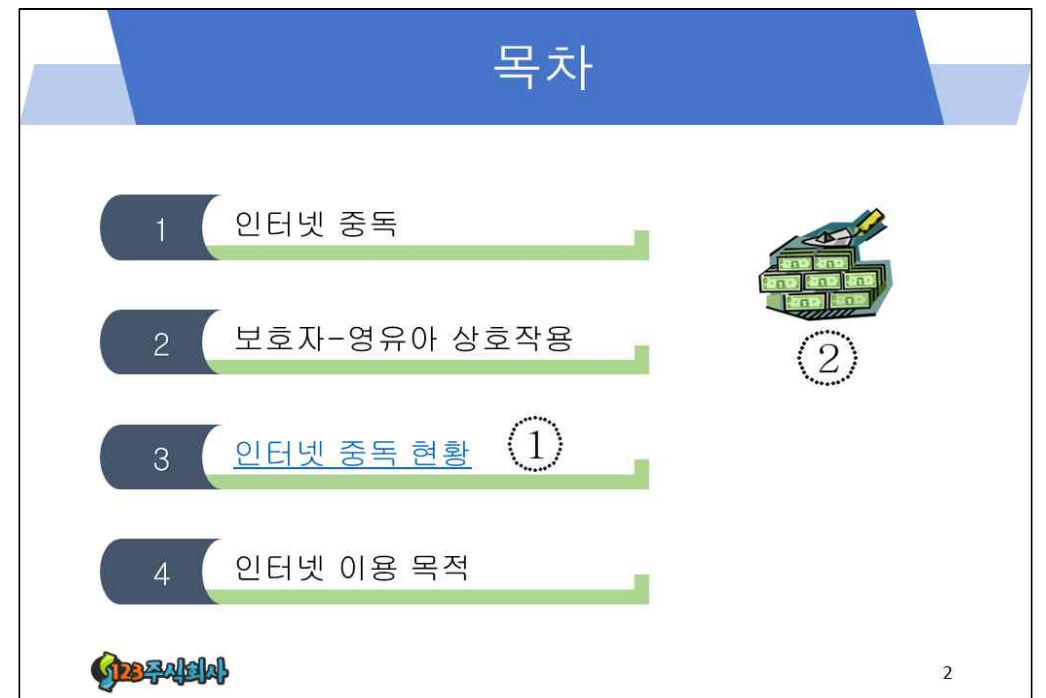 목차
1 인터넷 중독
2 보호자-영유아 상호작용
②
3 인터넷 중독 현황 ①
4 인터넷 이용 목적
123주식회사
2